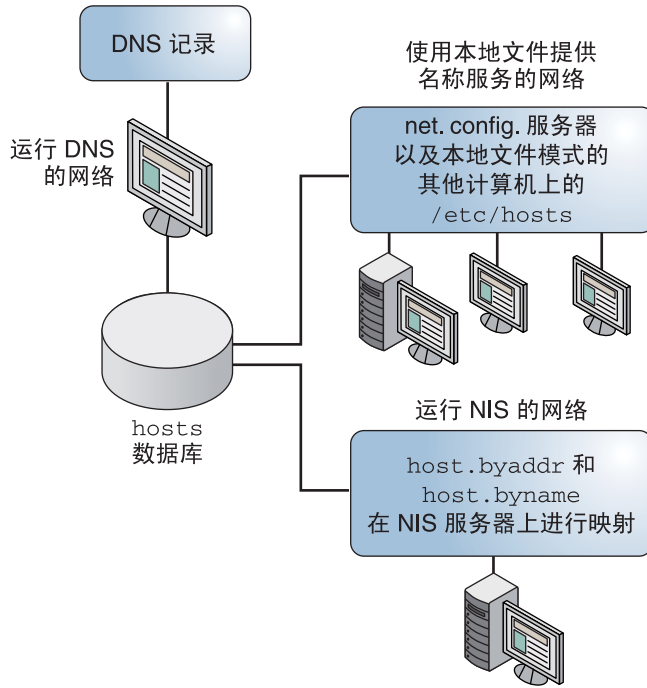 DNS 记录
运行 DNS
的网络
hosts
数据库
使用本地文件提供
名称服务的网络
net. config. 服务器
以及本地文件模式的
其他计算机上的
/etc/hosts
运行 NIS 的网络
host.byaddr 和
host.byname
在 NIS 服务器上进行映射